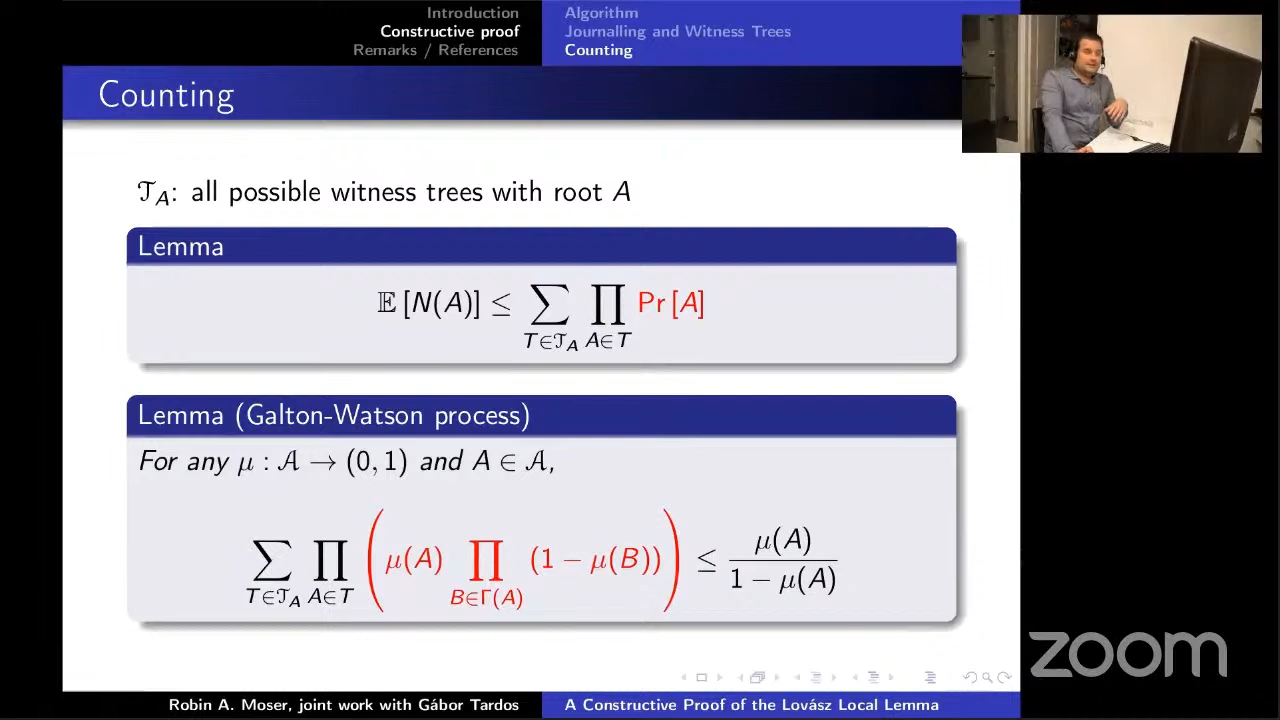 Introduction
Constructive proof
Remarks / References
Algorithm
Journalling and Witness Trees
Counting
Counting
𝒯_A: all possible witness trees with root A
Lemma
𝔼 [N(A)] ≤ ∑_{T∈𝒯_A} ∏_{A∈T} Pr [A]
Lemma (Galton-Watson process)
For any μ : 𝒜 → (0, 1) and A ∈ 𝒜,
∑_{T∈𝒯_A} ∏_{A∈T} ( μ(A) ∏_{B∈Γ(A)} (1 − μ(B)) ) ≤ μ(A) / 1 − μ(A)
zoom
Robin A. Moser, joint work with Gábor Tardos
A Constructive Proof of the Lovász Local Lemma